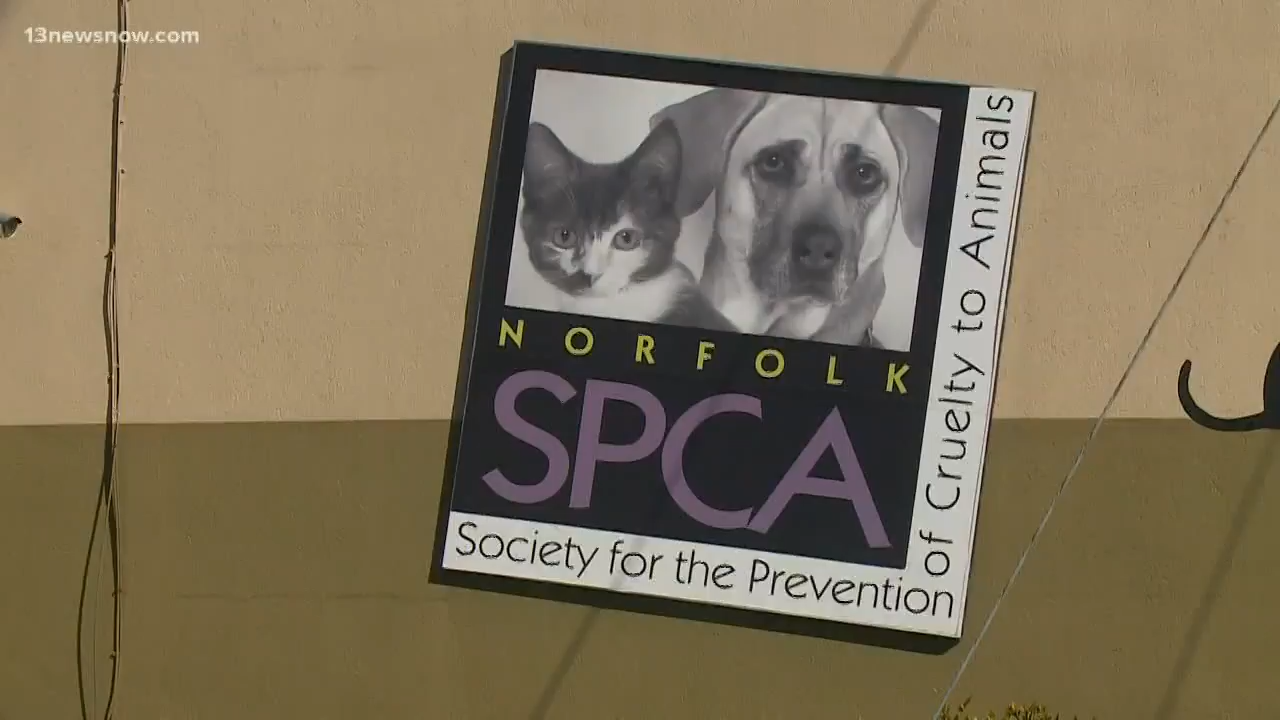 13newsnow.com
NORFOLK
SPCA
Society for the Prevention
of Cruelty to Animals